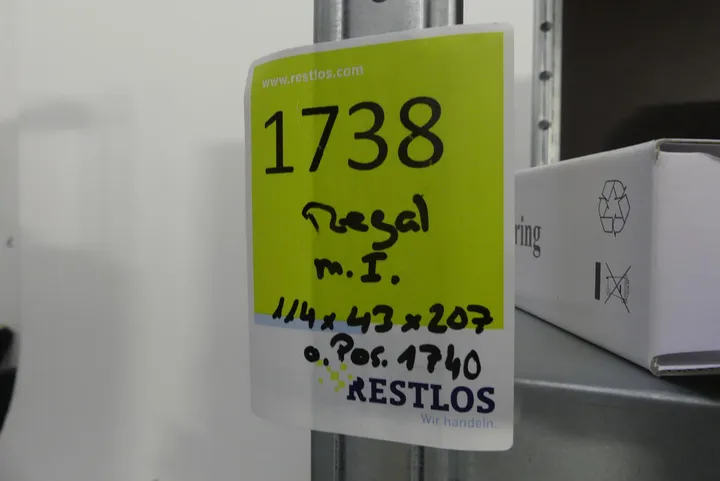 www.restlos.com
1738
Regal
m. I.
114 x 43 x 207
o. Pos. 1740
RESTLOS
Wir handeln.
ring